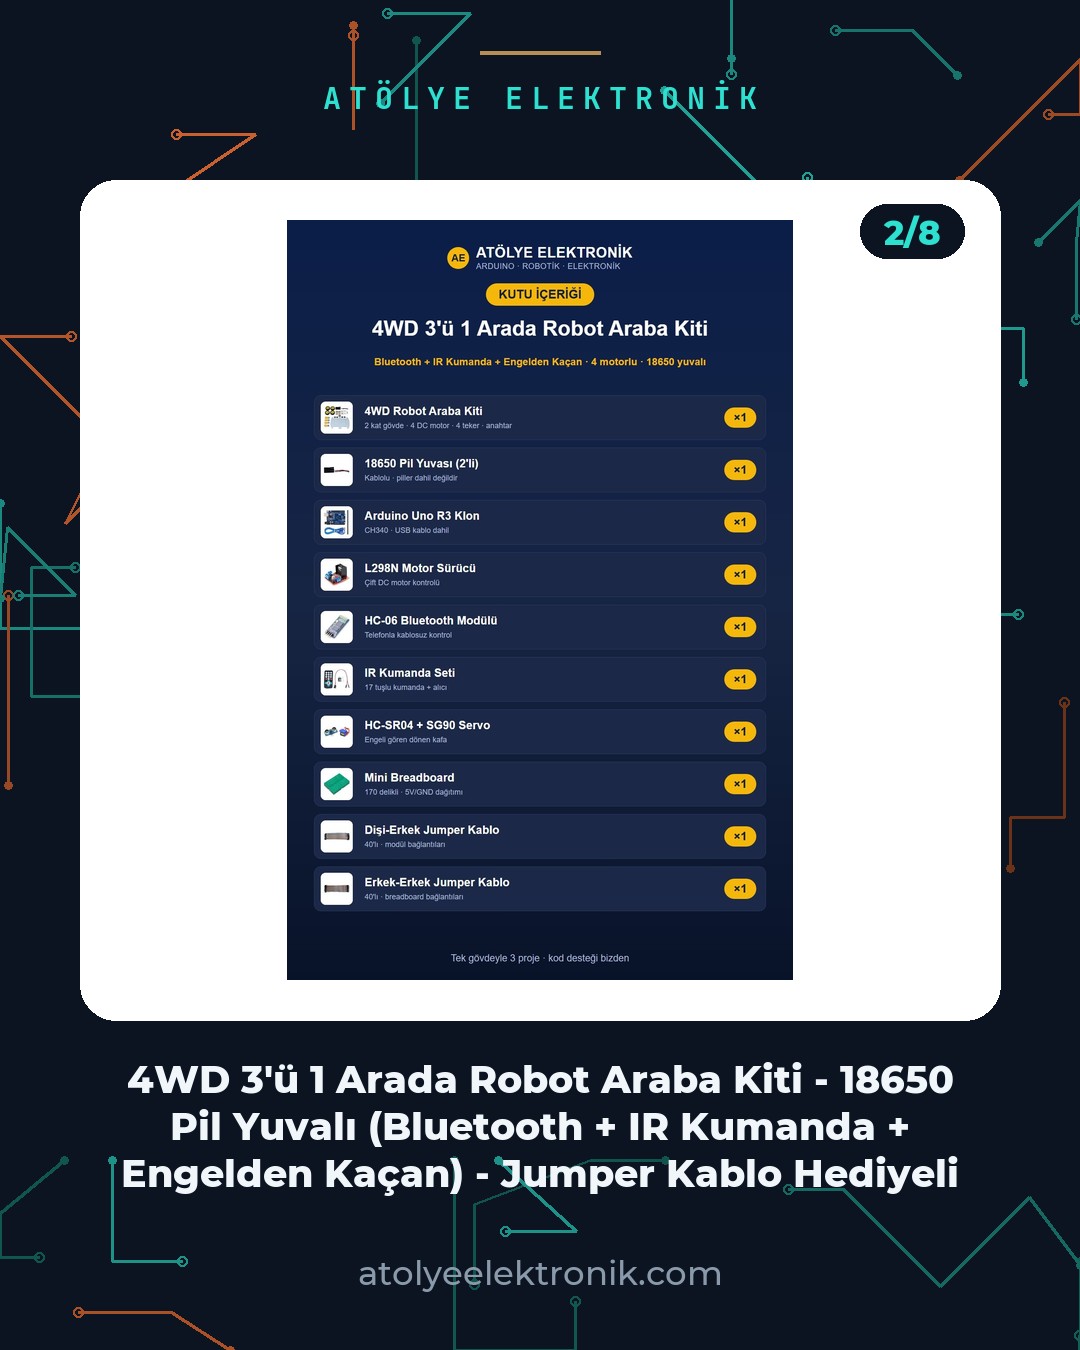 ATÖLYE ELEKTRONİK
2/8
AE
ATÖLYE ELEKTRONİK
ARDUINO · ROBOTİK · ELEKTRONİK
KUTU İÇERİĞİ
4WD 3'ü 1 Arada Robot Araba Kiti
Bluetooth + IR Kumanda + Engelden Kaçan · 4 motorlu · 18650 yuvalı
4WD Robot Araba Kiti
2 kat gövde · 4 DC motor · 4 teker · anahtar
×1
18650 Pil Yuvası (2'li)
Kablolu · piller dahil değildir
×1
Arduino Uno R3 Klon
CH340 · USB kablo dahil
×1
L298N Motor Sürücü
Çift DC motor kontrolü
×1
HC-06 Bluetooth Modülü
Telefonla kablosuz kontrol
×1
IR Kumanda Seti
17 tuşlu kumanda + alıcı
×1
HC-SR04 + SG90 Servo
Engeli gören dönen kafa
×1
Mini Breadboard
170 delikli · 5V/GND dağıtımı
×1
Dişi-Erkek Jumper Kablo
40'lı · modül bağlantıları
×1
Erkek-Erkek Jumper Kablo
40'lı · breadboard bağlantıları
×1
Tek gövdeyle 3 proje · kod desteği bizden
4WD 3'ü 1 Arada Robot Araba Kiti - 18650
Pil Yuvalı (Bluetooth + IR Kumanda +
Engelden Kaçan) - Jumper Kablo Hediyeli
atolyeelektronik.com